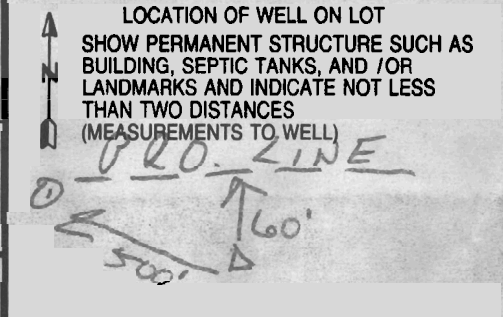 LOCATION OF WELL ON LOT
SHOW PERMANENT STRUCTURE SUCH AS
BUILDING, SEPTIC TANKS, AND / OR
LANDMARKS AND INDICATE NOT LESS
THAN TWO DISTANCES
(MEASUREMENTS TO WELL)
N
PRO. LINE
1
60'
500'